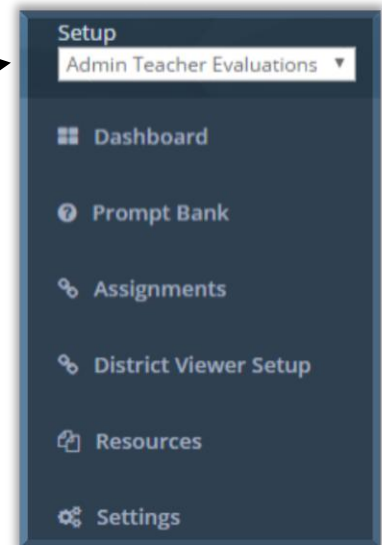 Setup
Admin Teacher Evaluations
Dashboard
Prompt Bank
Assignments
District Viewer Setup
Resources
Settings